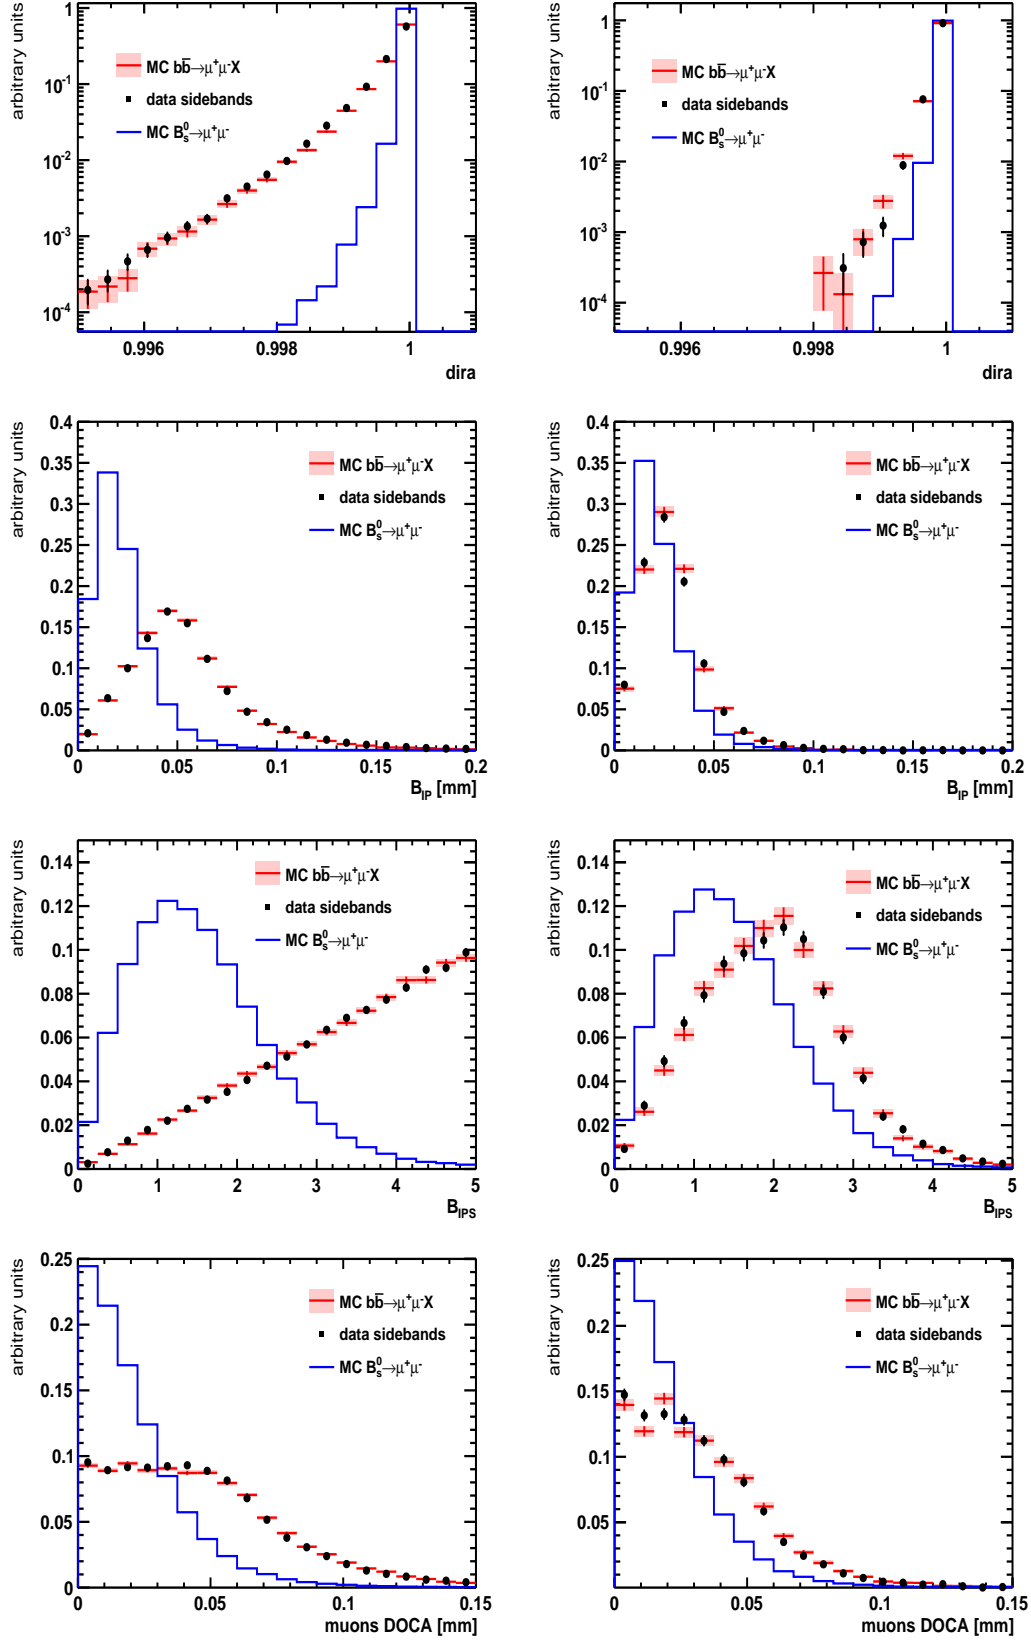 arbitrary units
1
10⁻¹
10⁻²
10⁻³
10⁻⁴
MC bb̅→μ⁺μ⁻X
data sidebands
MC B⁰ₛ→μ⁺μ⁻
0.996 0.998 1
dira
arbitrary units
1
10⁻¹
10⁻²
10⁻³
10⁻⁴
MC bb̅→μ⁺μ⁻X
data sidebands
MC B⁰ₛ→μ⁺μ⁻
0.996 0.998 1
dira
arbitrary units
0.4
0.35
0.3
0.25
0.2
0.15
0.1
0.05
0
MC bb̅→μ⁺μ⁻X
data sidebands
MC B⁰ₛ→μ⁺μ⁻
0 0.05 0.1 0.15 0.2
B_IP [mm]
arbitrary units
0.4
0.35
0.3
0.25
0.2
0.15
0.1
0.05
0
MC bb̅→μ⁺μ⁻X
data sidebands
MC B⁰ₛ→μ⁺μ⁻
0 0.05 0.1 0.15 0.2
B_IP [mm]
arbitrary units
0.14
0.12
0.1
0.08
0.06
0.04
0.02
0
MC bb̅→μ⁺μ⁻X
data sidebands
MC B⁰ₛ→μ⁺μ⁻
0 1 2 3 4 5
B_IPS
arbitrary units
0.14
0.12
0.1
0.08
0.06
0.04
0.02
0
MC bb̅→μ⁺μ⁻X
data sidebands
MC B⁰ₛ→μ⁺μ⁻
0 1 2 3 4 5
B_IPS
arbitrary units
0.25
0.2
0.15
0.1
0.05
0
MC bb̅→μ⁺μ⁻X
data sidebands
MC B⁰ₛ→μ⁺μ⁻
0 0.05 0.1 0.15
muons DOCA [mm]
arbitrary units
0.25
0.2
0.15
0.1
0.05
0
MC bb̅→μ⁺μ⁻X
data sidebands
MC B⁰ₛ→μ⁺μ⁻
0 0.05 0.1 0.15
muons DOCA [mm]